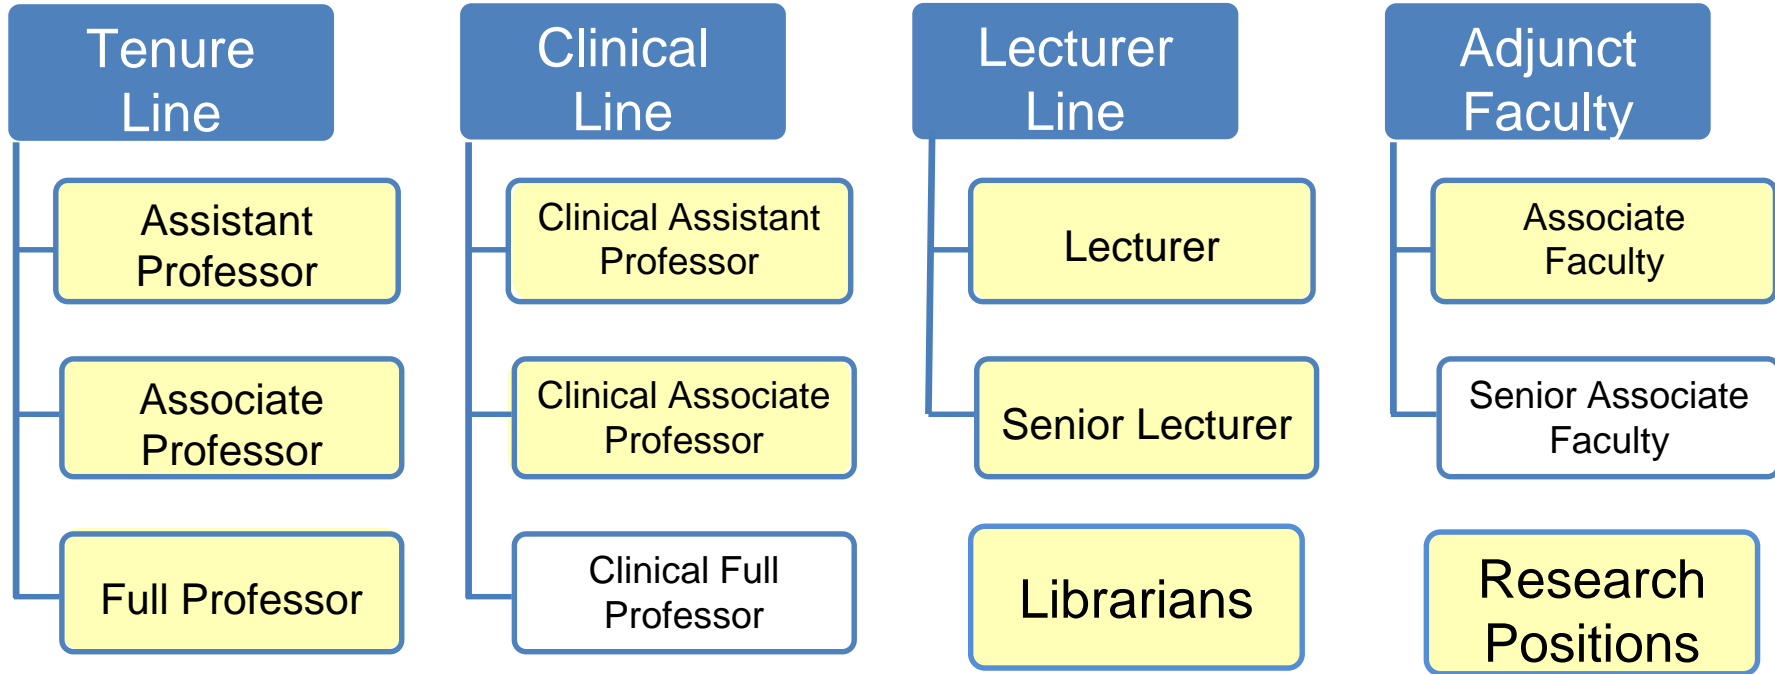 Tenure
Line
Assistant
Professor
Associate
Professor
Full Professor
Clinical
Line
Clinical Assistant
Professor
Clinical Associate
Professor
Clinical Full
Professor
Lecturer
Line
Lecturer
Senior Lecturer
Librarians
Adjunct
Faculty
Associate
Faculty
Senior Associate
Faculty
Research
Positions